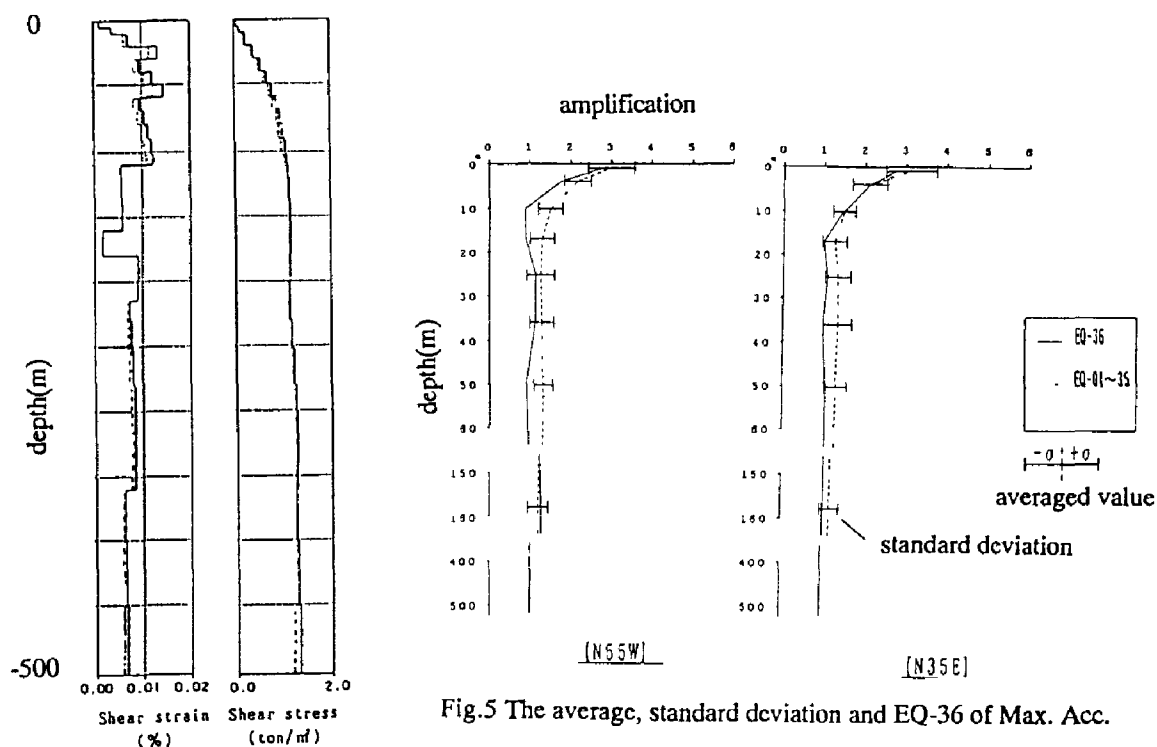 0
depth(m)
-500
0.00 0.01 0.02
0.0 1.0 2.0
Shear strain
(%)
Shear stress
(ton/㎡)
amplification
0 1 2 3 4 5 6
0
10
20
30
40
50
60
150
160
400
500
depth(m)
[N55W]
0 1 2 3 4 5 6
0
10
20
30
40
50
60
150
160
400
500
[N35E]
EQ-36
EQ-01~35
-σ +σ
averaged value
standard deviation
Fig.5 The average, standard deviation and EQ-36 of Max. Acc.